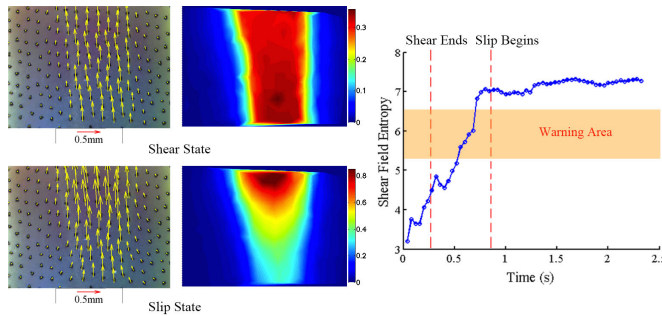 0.3
0.2
0.1
0
0.5mm
Shear State
0.8
0.6
0.4
0.2
0
0.5mm
Slip State
Shear Ends
Slip Begins
8
7
6
5
4
3
Shear Field Entropy
Warning Area
0
0.5
1
1.5
2
2.5
Time (s)